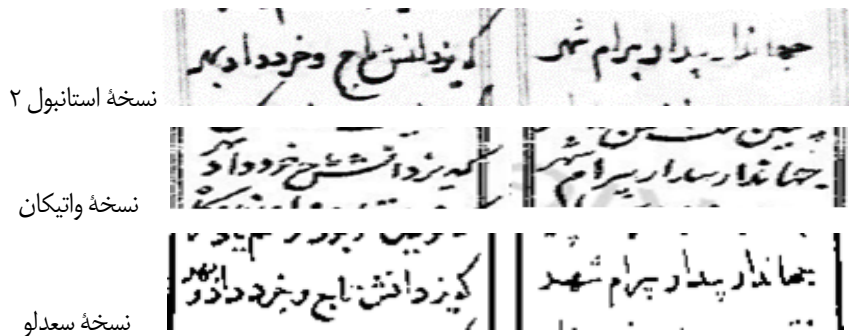 جهاندار بیدار بهرام شهر که یزدانش تاج و خرد داد بهر
نسخهٔ استانبول ۲
جهاندار بیدار بهرام شهر که یزدانش تاج خرد داد بهر
نسخهٔ واتیکان
جهاندار بیدار پیرام شهر که یزدانش تاج و خرد داد و بهر
نسخهٔ سعدلو